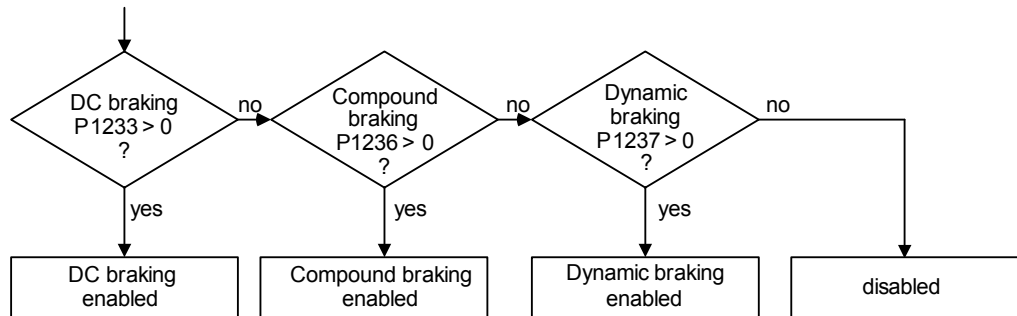 DC braking
P1233 > 0
?
no
Compound
braking
P1236 > 0
?
no
Dynamic
braking
P1237 > 0
?
no
yes
yes
yes
DC braking
enabled
Compound braking
enabled
Dynamic braking
enabled
disabled